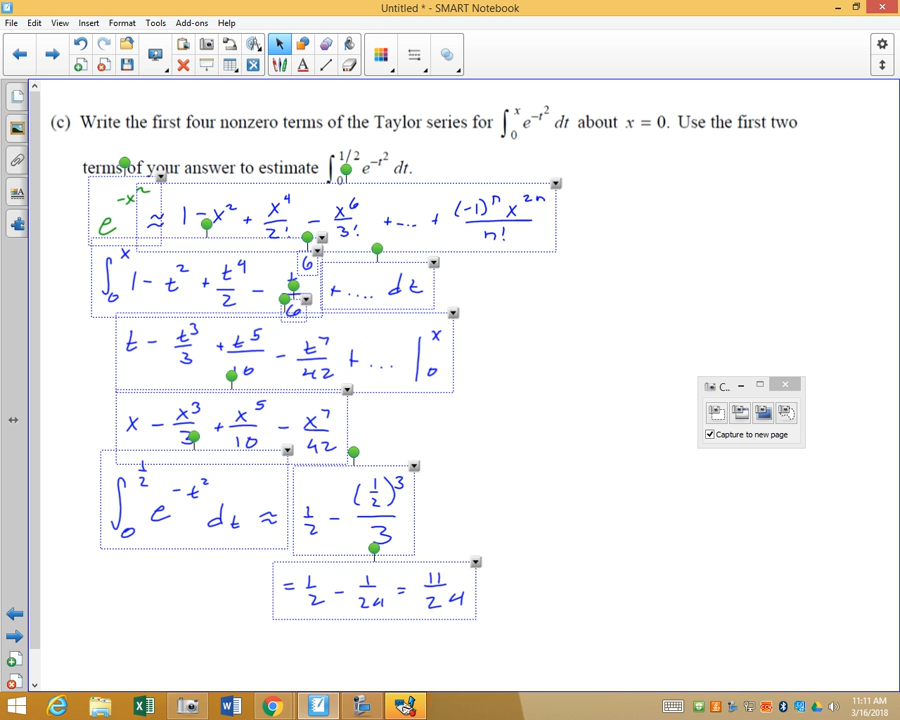 Untitled * - SMART Notebook
File Edit View Insert Format Tools Add-ons Help
(c) Write the first four nonzero terms of the Taylor series for ∫₀ˣ e^(−t²) dt about x = 0. Use the first two
terms of your answer to estimate ∫₀^(1/2) e^(−t²) dt.
e^(−x²) ≈ 1 − x² + x⁴/2! − x⁶/3! + ... + (−1)ⁿ x²ⁿ/n!
∫₀ˣ 1 − t² + t⁴/2 − t⁶/6 + .... dt
t − t³/3 + t⁵/10 − t⁷/42 + ... |₀ˣ
x − x³/3 + x⁵/10 − x⁷/42
∫₀^(1/2) e^(−t²) dt ≈ 1/2 − (1/2)³/3
= 1/2 − 1/24 = 11/24
C...
Capture to new page
11:11 AM
3/16/2018